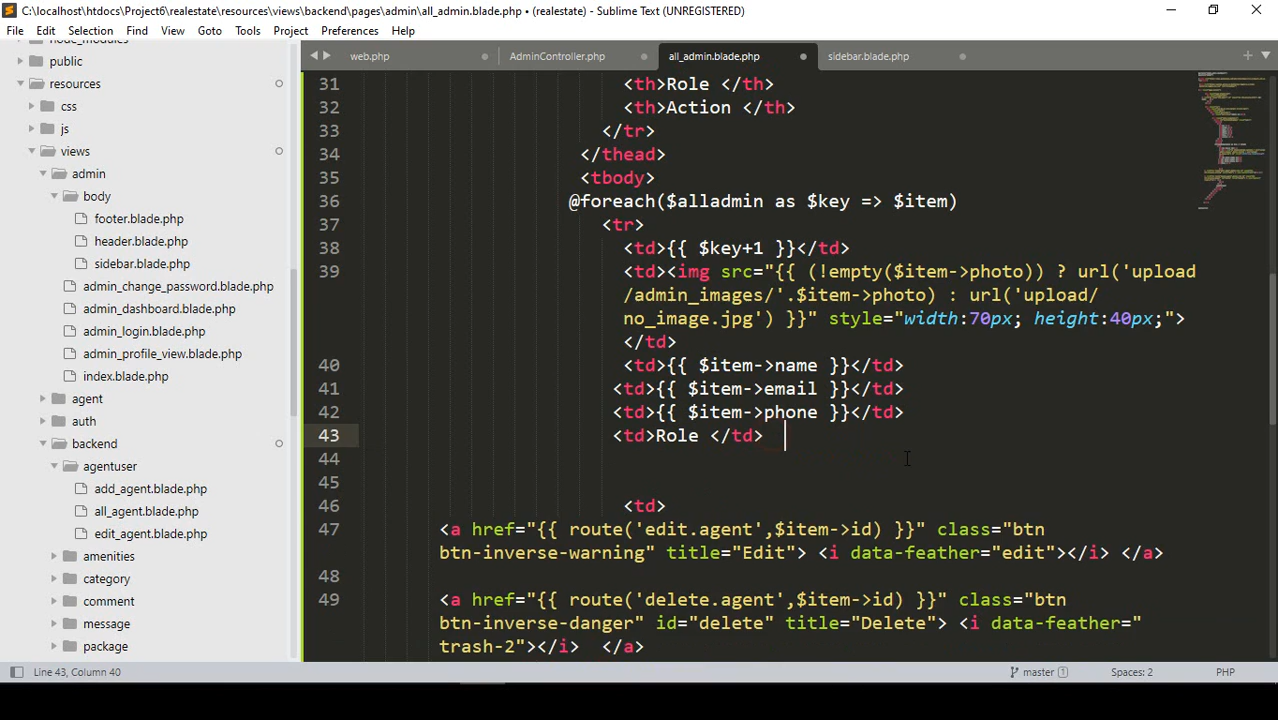 C:\localhost\htdocs\Project6\realestate\resources\views\backend\pages\admin\all_admin.blade.php • (realestate) - Sublime Text (UNREGISTERED)
File Edit Selection Find View Goto Tools Project Preferences Help
public
resources
css
js
views
admin
body
footer.blade.php
header.blade.php
sidebar.blade.php
admin_change_password.blade.php
admin_dashboard.blade.php
admin_login.blade.php
admin_profile_view.blade.php
index.blade.php
agent
auth
backend
agentuser
add_agent.blade.php
all_agent.blade.php
edit_agent.blade.php
amenities
category
comment
message
package
web.php AdminController.php all_admin.blade.php sidebar.blade.php
31 <th>Role </th>
32 <th>Action </th>
33 </tr>
34 </thead>
35 <tbody>
36 @foreach($alladmin as $key => $item)
37 <tr>
38 <td>{{ $key+1 }}</td>
39 <td><img src="{{ (!empty($item->photo)) ? url('upload
/admin_images/'.$item->photo) : url('upload/
no_image.jpg') }}" style="width:70px; height:40px;">
</td>
40 <td>{{ $item->name }}</td>
41 <td>{{ $item->email }}</td>
42 <td>{{ $item->phone }}</td>
43 <td>Role </td>
44
45
46 <td>
47 <a href="{{ route('edit.agent',$item->id) }}" class="btn
btn-inverse-warning" title="Edit"> <i data-feather="edit"></i> </a>
48
49 <a href="{{ route('delete.agent',$item->id) }}" class="btn
btn-inverse-danger" id="delete" title="Delete"> <i data-feather="
trash-2"></i>  </a>
Line 43, Column 40 master 1 Spaces: 2 PHP